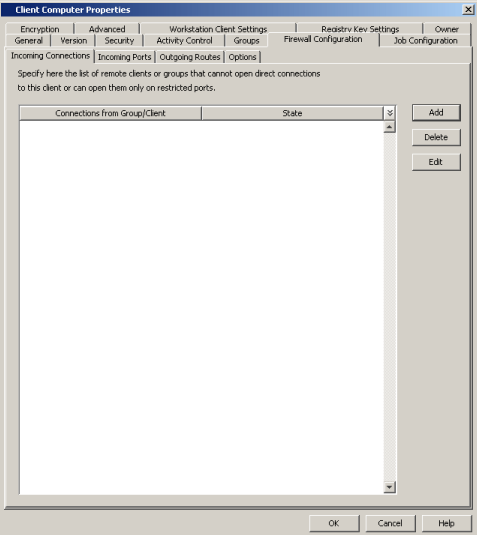 Client Computer Properties
Encryption Advanced Workstation Client Settings Registry Key Settings Owner
General Version Security Activity Control Groups Firewall Configuration Job Configuration
Incoming Connections Incoming Ports Outgoing Routes Options
Specify here the list of remote clients or groups that cannot open direct connections
to this client or can open them only on restricted ports.
Connections from Group/Client State
Add
Delete
Edit
OK Cancel Help